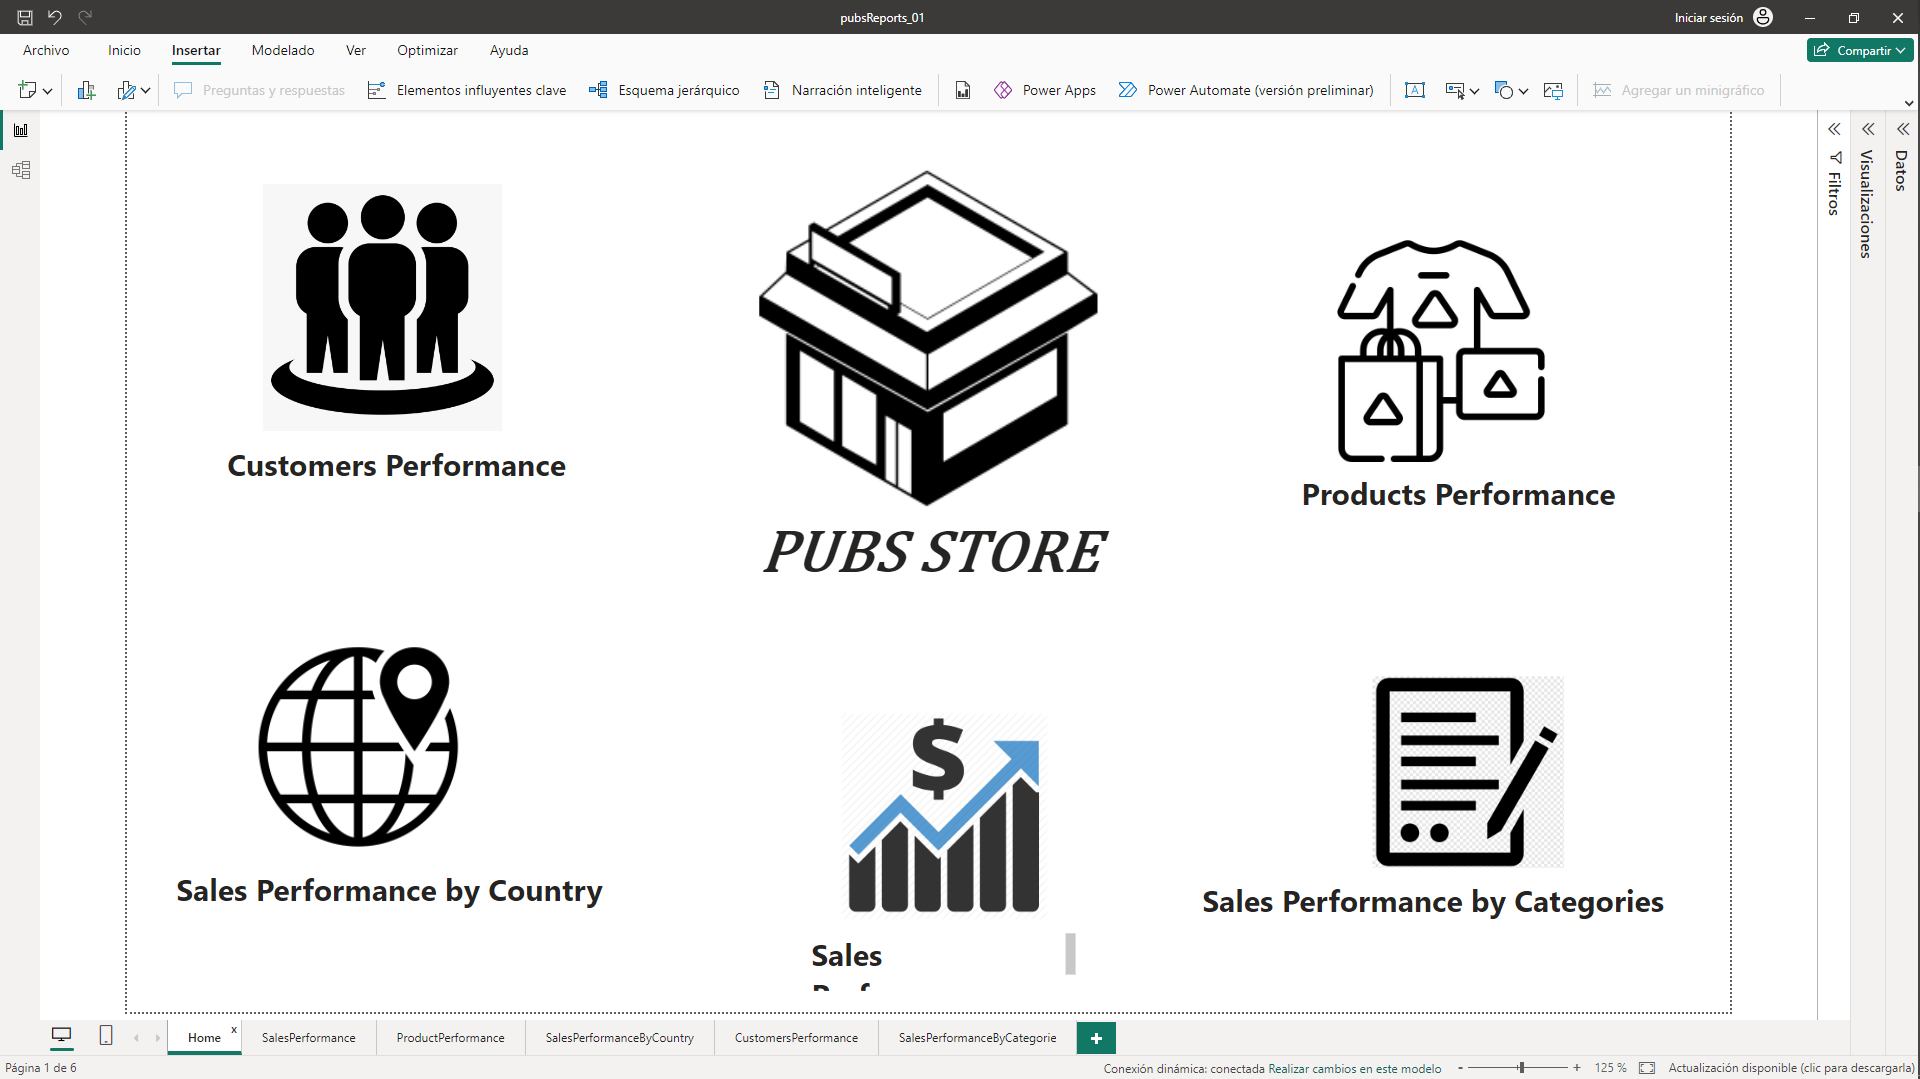 pubsReports_01
Iniciar sesión
Archivo Inicio Insertar Modelado Ver Optimizar Ayuda
Compartir
Preguntas y respuestas Elementos influyentes clave Esquema jerárquico Narración inteligente Power Apps Power Automate (versión preliminar) A Agregar un minigráfico
Filtros
Visualizaciones
Datos
Customers Performance
PUBS STORE
Products Performance
$
Sales Performance by Country
Sales
Sales Performance by Categories
Home x SalesPerformance ProductPerformance SalesPerformanceByCountry CustomersPerformance SalesPerformanceByCategorie +
Página 1 de 6
Conexión dinámica: conectada Realizar cambios en este modelo - + 125 % Actualización disponible (clic para descargarla)